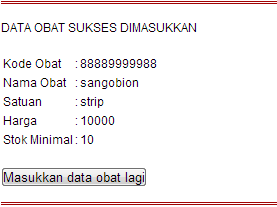 DATA OBAT SUKSES DIMASUKKAN
Kode Obat : 88889999988
Nama Obat : sangobion
Satuan : strip
Harga : 10000
Stok Minimal : 10
Masukkan data obat lagi